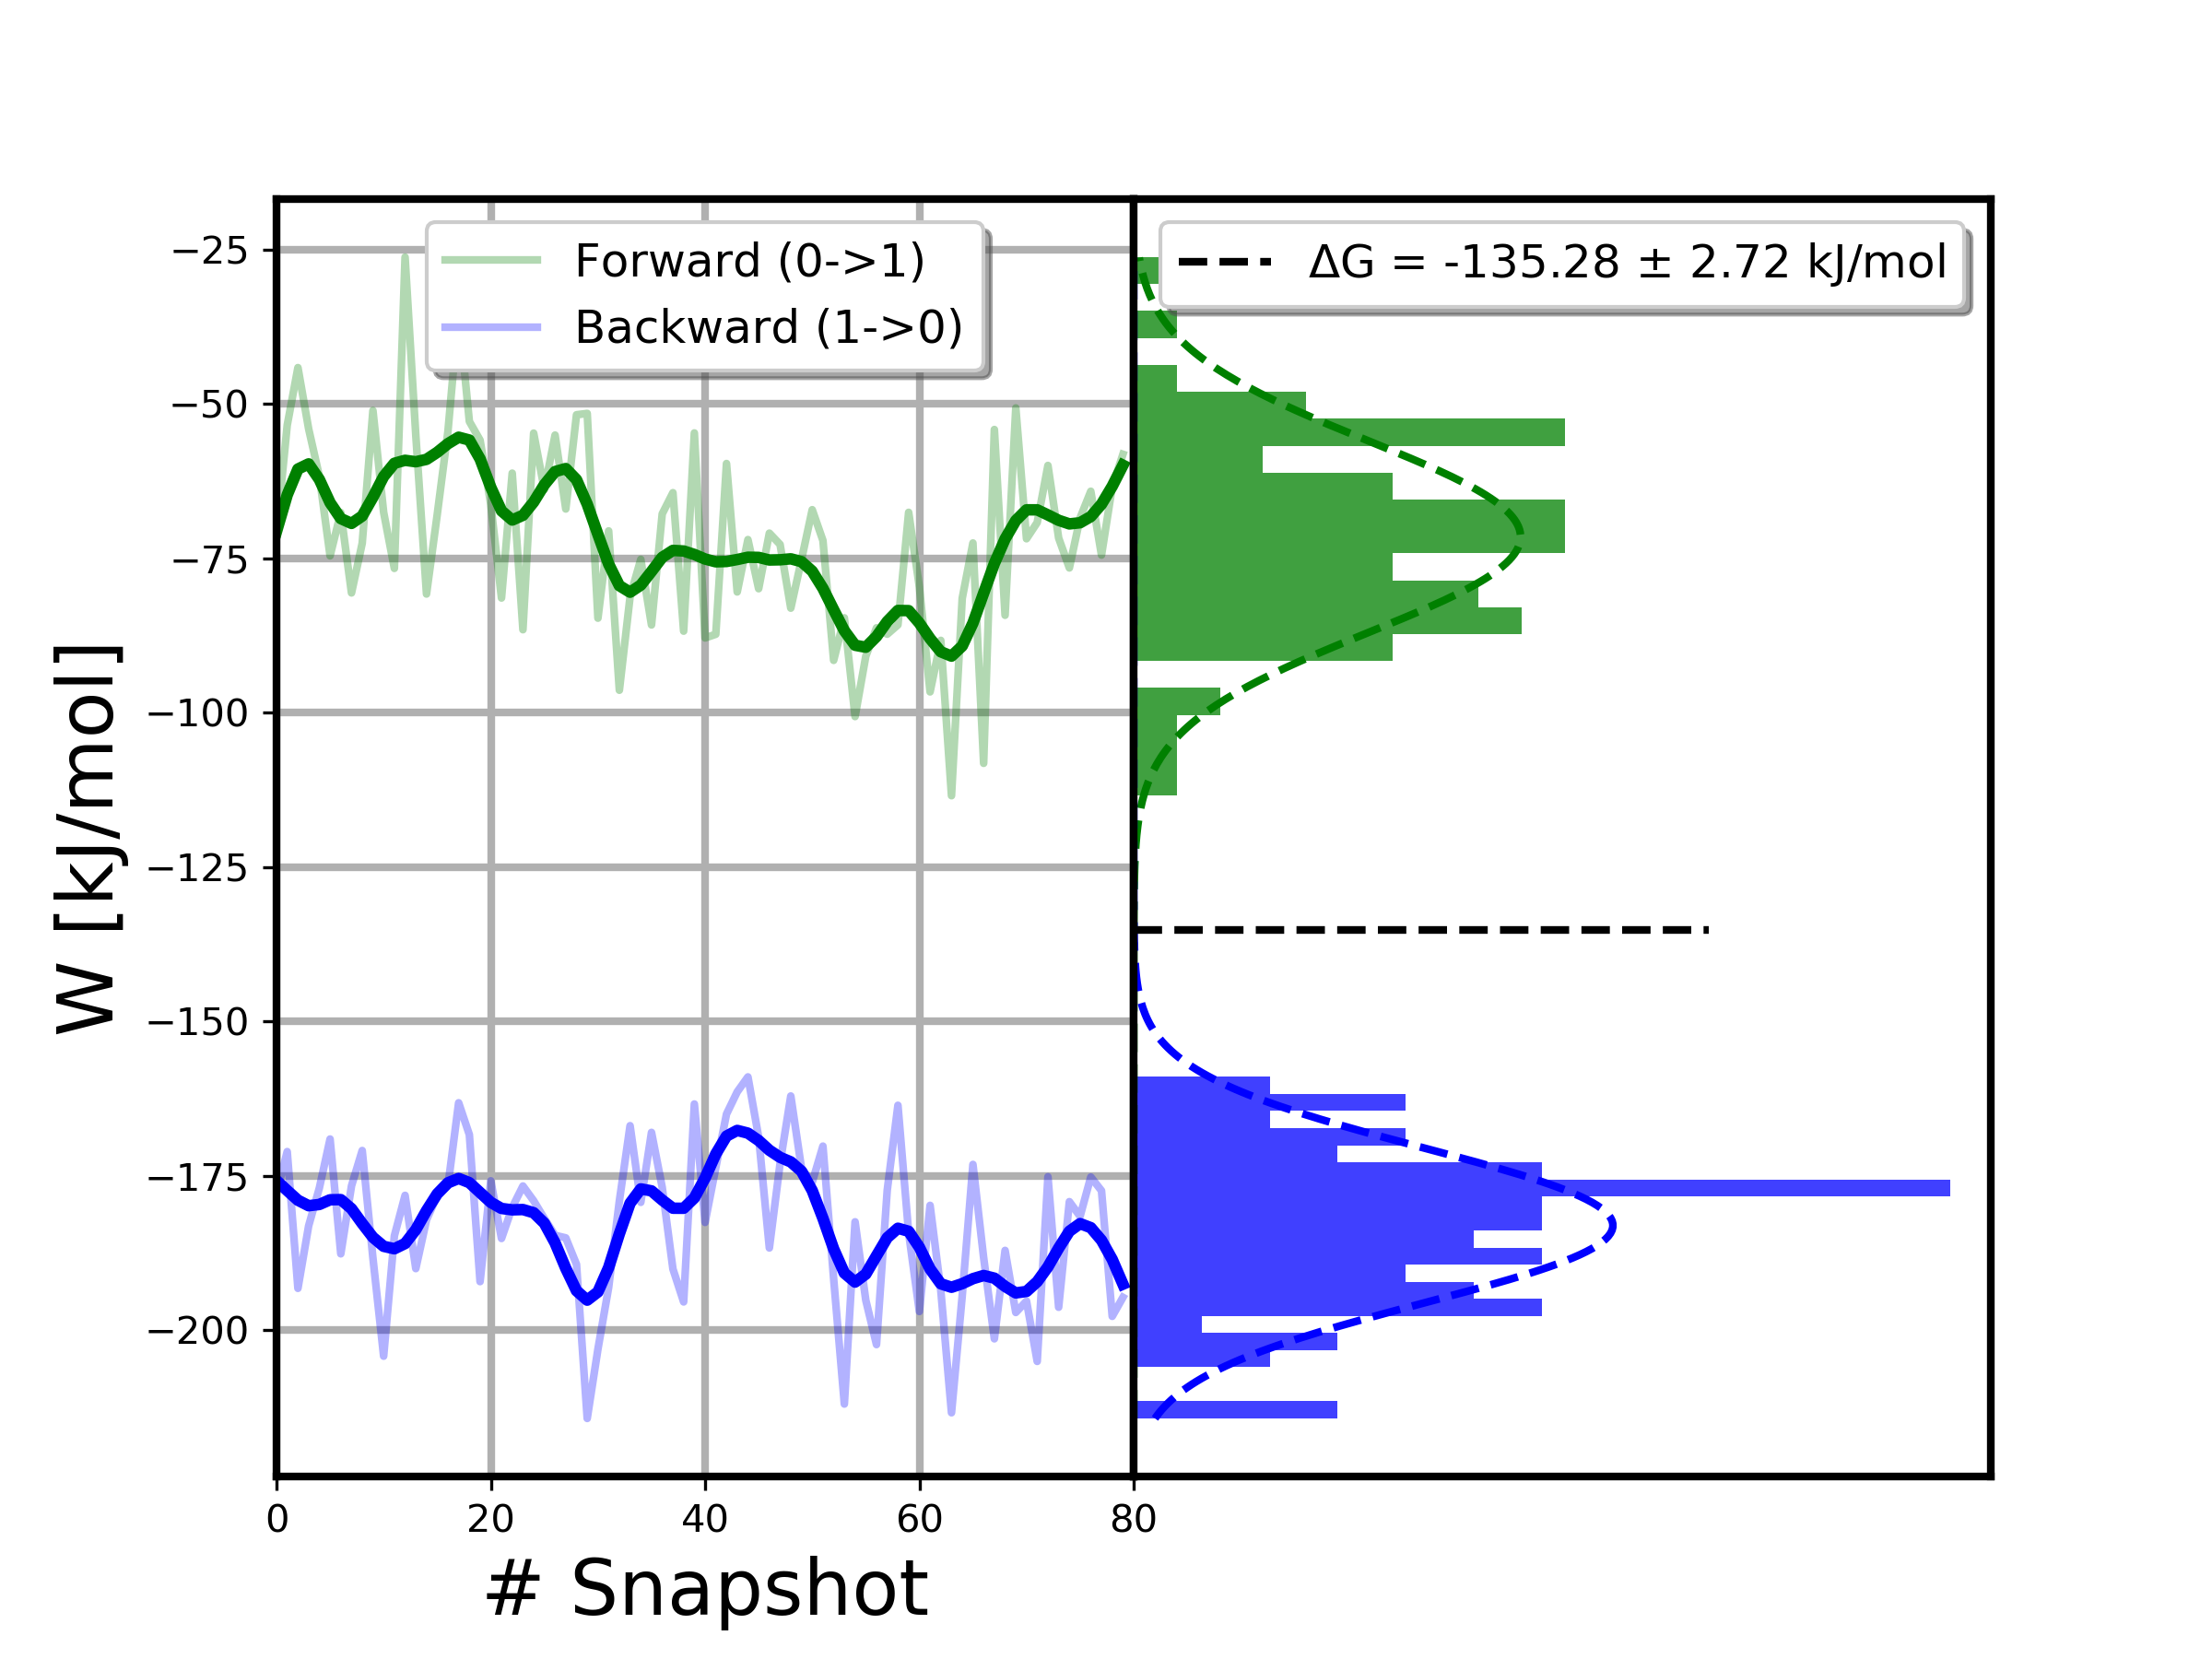 Forward (0->1)
Backward (1->0)
ΔG = -135.28 ± 2.72 kJ/mol
W [kJ/mol]
−25
−50
−75
−100
−125
−150
−175
−200
0 20 40 60 80
# Snapshot